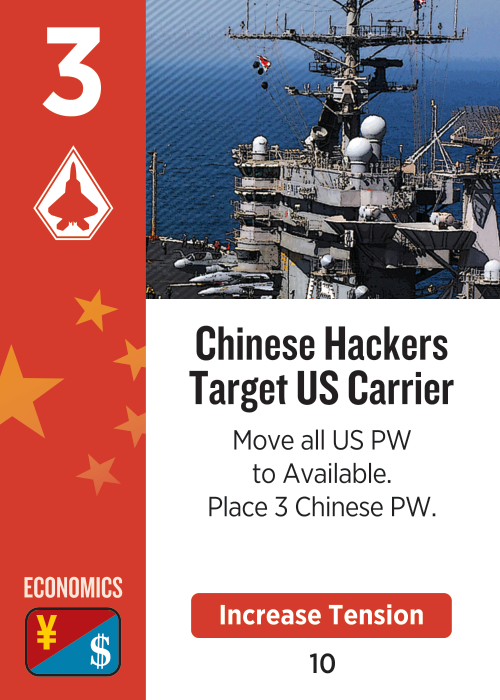 3
Chinese Hackers
Target US Carrier
Move all US PW
to Available.
Place 3 Chinese PW.
ECONOMICS
¥
$
Increase Tension
10